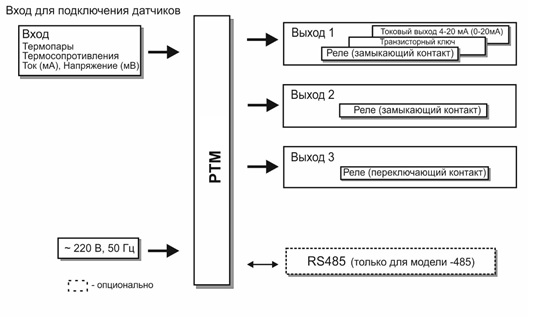 Вход для подключения датчиков
Вход
Термопары
Термосопротивления
Ток (мА), Напряжение (мВ)
~ 220 В, 50 Гц
- опционально
РТМ
Выход 1
Токовый выход 4-20 мА (0-20мА)
Транзисторный ключ
Реле (замыкающий контакт)
Выход 2
Реле (замыкающий контакт)
Выход 3
Реле (переключающий контакт)
RS485 (только для модели -485)